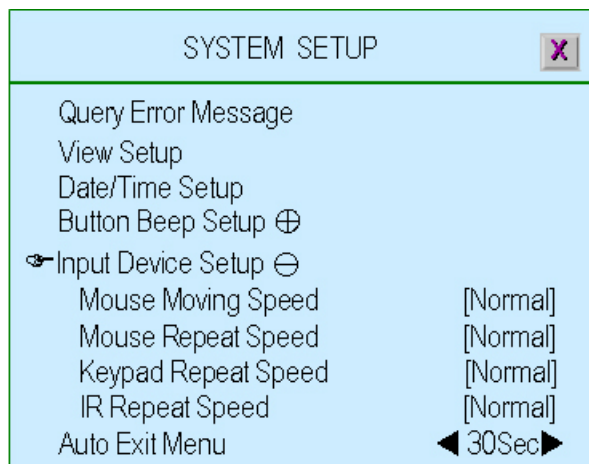 SYSTEM SETUP X
Query Error Message
View Setup
Date/Time Setup
Button Beep Setup ⊕
☞Input Device Setup ⊖
Mouse Moving Speed [Normal]
Mouse Repeat Speed [Normal]
Keypad Repeat Speed [Normal]
IR Repeat Speed [Normal]
Auto Exit Menu ◀ 30Sec▶